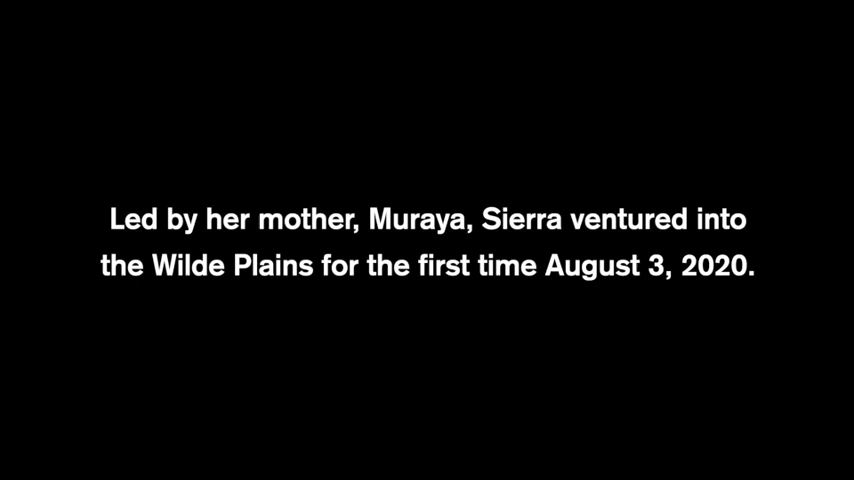 Led by her mother, Muraya, Sierra ventured into
the Wilde Plains for the first time August 3, 2020.